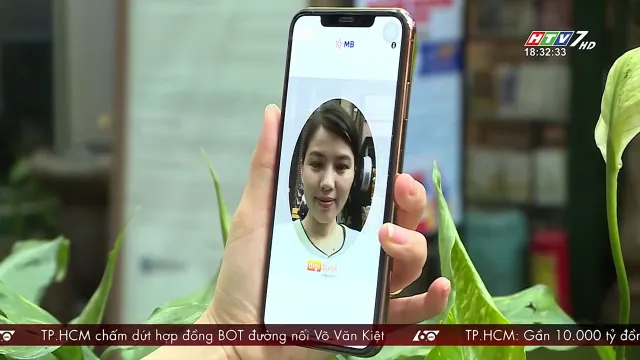 MB
HTV7 HD
18:32:33
TP.HCM chấm dứt hợp đồng BOT đường nối Võ Văn Kiệt
TP.HCM: Gần 10.000 tỷ đồn